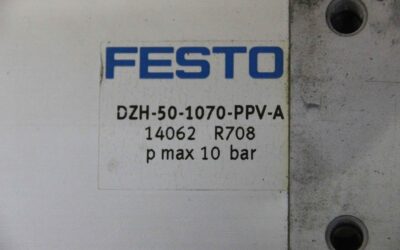 FESTO
DZH-50-1070-PPV-A
14062 R708
p max 10 bar